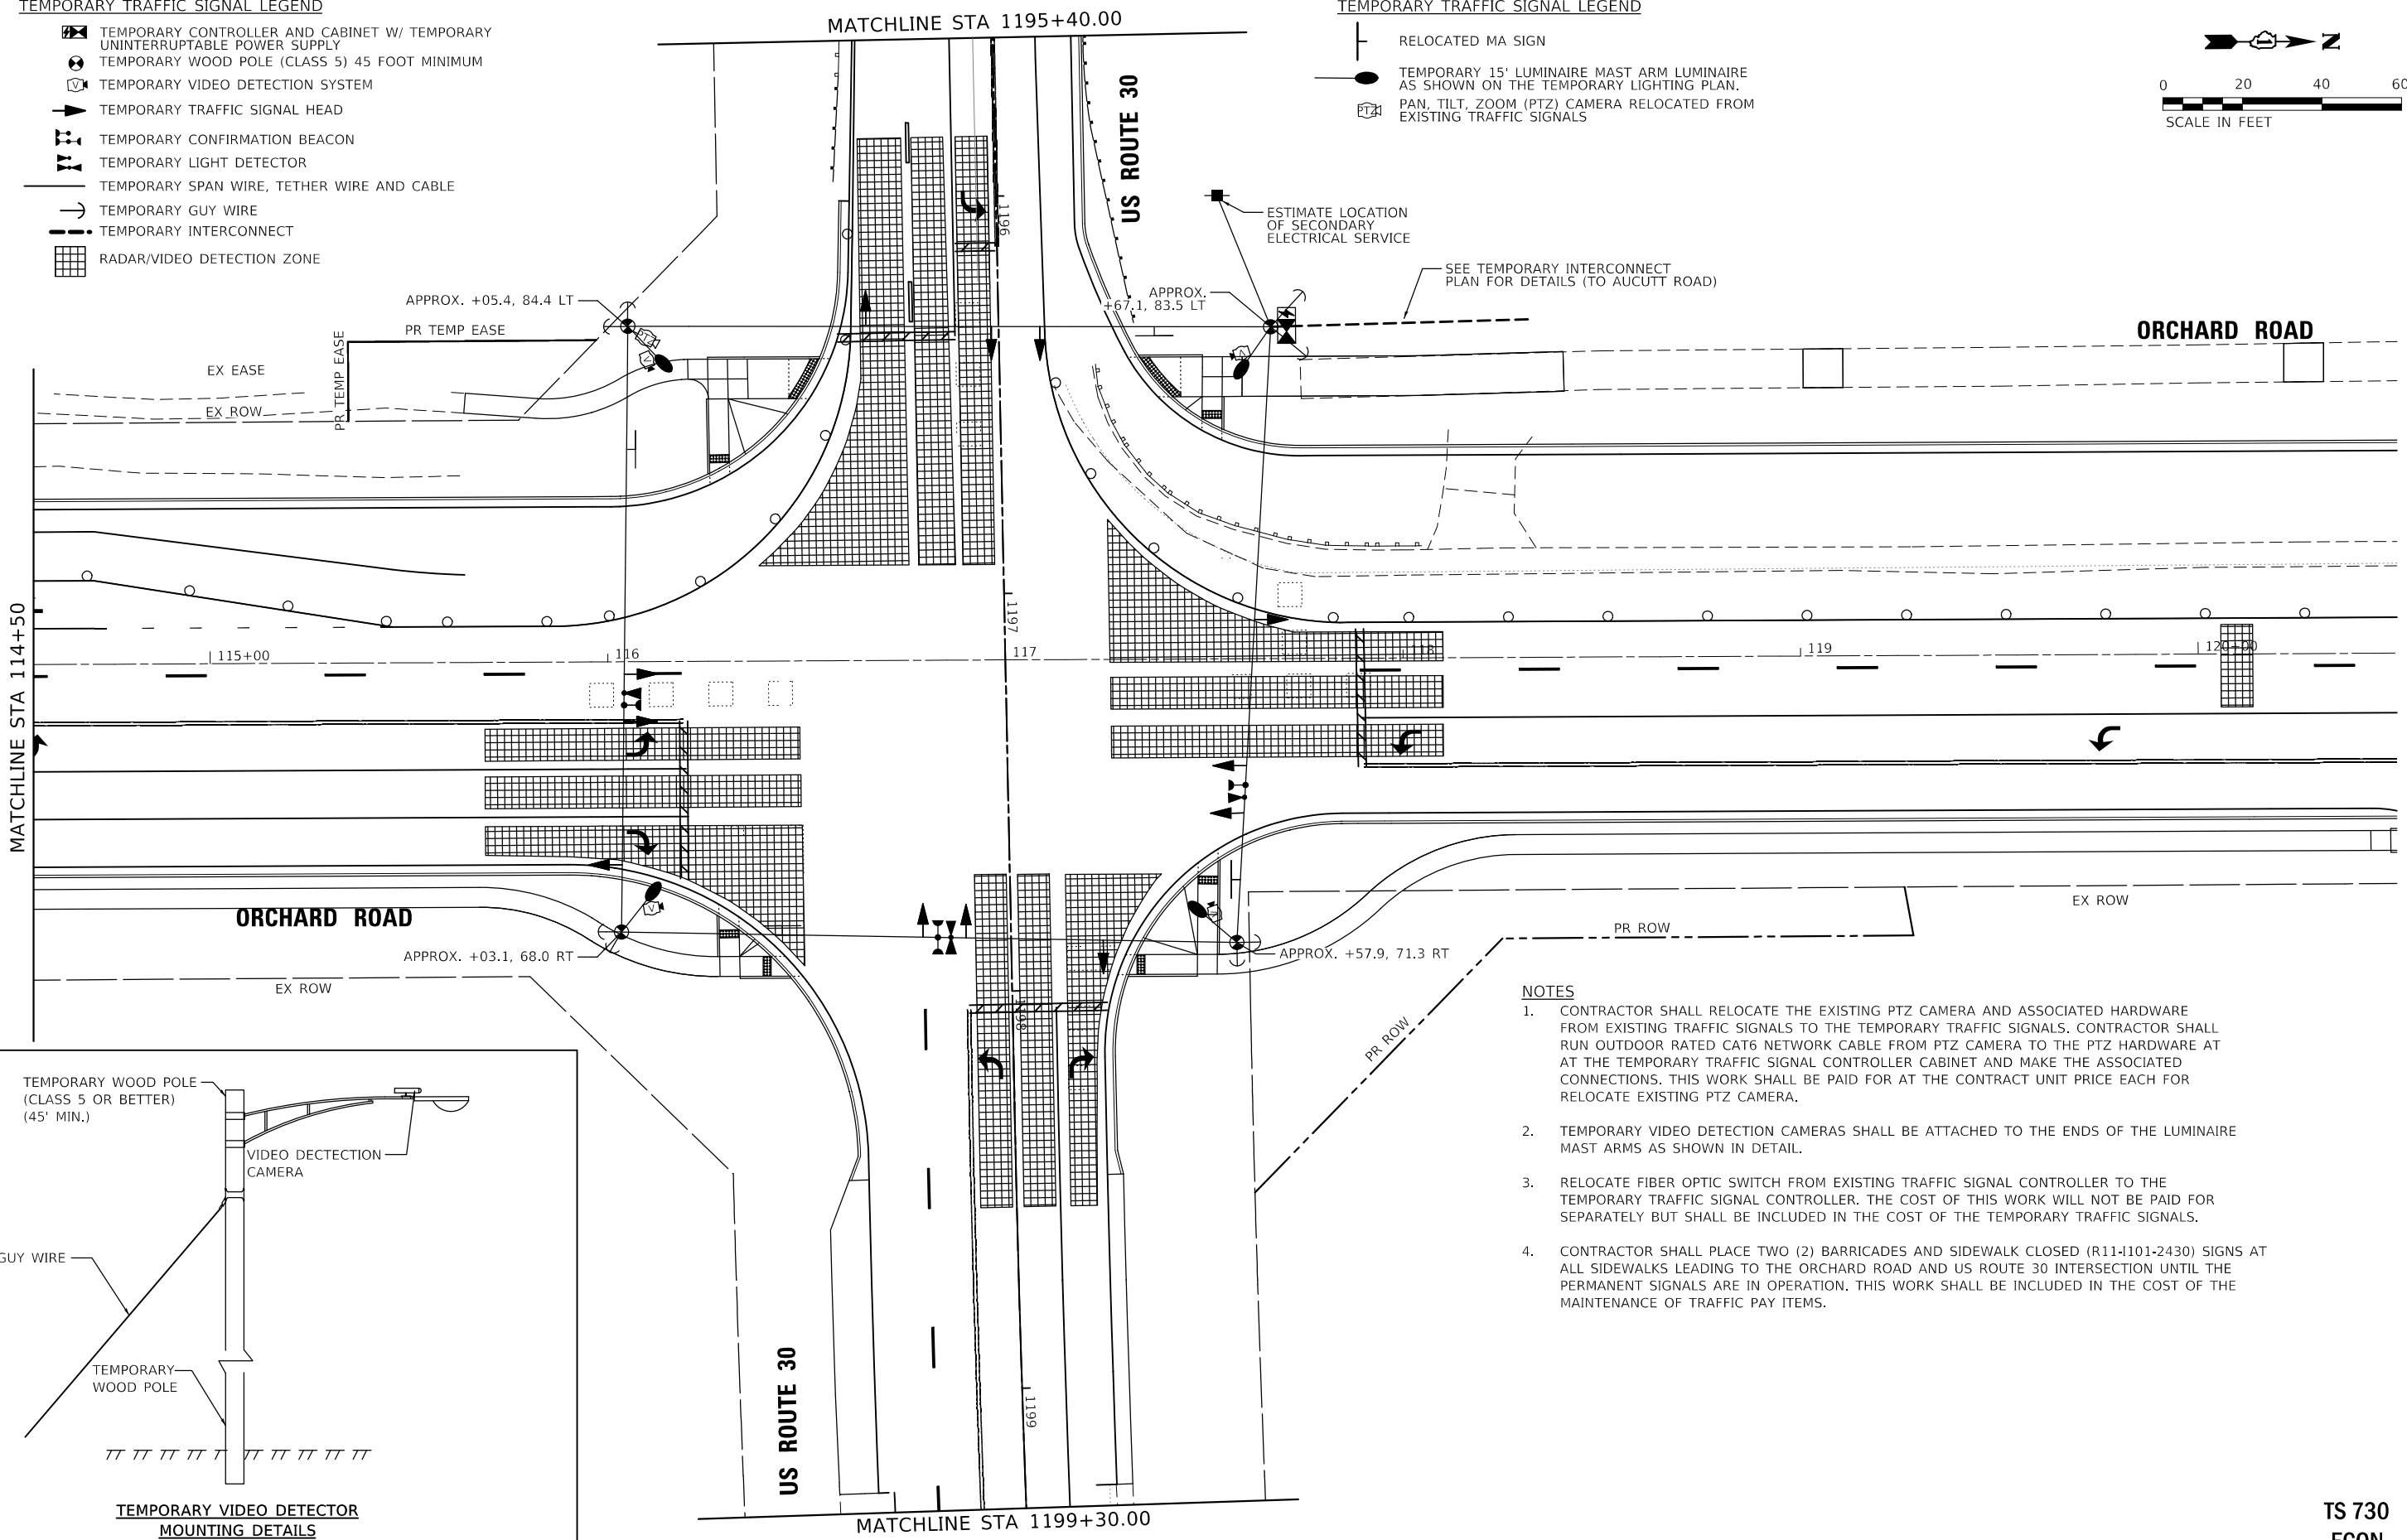 TEMPORARY TRAFFIC SIGNAL LEGEND
TEMPORARY CONTROLLER AND CABINET W/ TEMPORARY
UNINTERRUPTABLE POWER SUPPLY
TEMPORARY WOOD POLE (CLASS 5) 45 FOOT MINIMUM
V
TEMPORARY VIDEO DETECTION SYSTEM
TEMPORARY TRAFFIC SIGNAL HEAD
TEMPORARY CONFIRMATION BEACON
TEMPORARY LIGHT DETECTOR
TEMPORARY SPAN WIRE, TETHER WIRE AND CABLE
TEMPORARY GUY WIRE
TEMPORARY INTERCONNECT
RADAR/VIDEO DETECTION ZONE
MATCHLINE STA 1195+40.00
TEMPORARY TRAFFIC SIGNAL LEGEND
RELOCATED MA SIGN
TEMPORARY 15' LUMINAIRE MAST ARM LUMINAIRE
AS SHOWN ON THE TEMPORARY LIGHTING PLAN.
PTZ
PAN, TILT, ZOOM (PTZ) CAMERA RELOCATED FROM
EXISTING TRAFFIC SIGNALS
N
0 20 40 60
SCALE IN FEET
US ROUTE 30
1196
ESTIMATE LOCATION
OF SECONDARY
ELECTRICAL SERVICE
SEE TEMPORARY INTERCONNECT
PLAN FOR DETAILS (TO AUCUTT ROAD)
APPROX. +05.4, 84.4 LT
APPROX.
+67.1, 83.5 LT
PR TEMP EASE
PR TEMP EASE
PTZ
V
V
ORCHARD ROAD
EX EASE
EX ROW
MATCHLINE STA 114+50
1197
115+00
116
117
118
119
120+00
ORCHARD ROAD
V
V
APPROX. +03.1, 68.0 RT
APPROX. +57.9, 71.3 RT
EX ROW
PR ROW
EX ROW
PR ROW
1198
NOTES
1. CONTRACTOR SHALL RELOCATE THE EXISTING PTZ CAMERA AND ASSOCIATED HARDWARE
FROM EXISTING TRAFFIC SIGNALS TO THE TEMPORARY TRAFFIC SIGNALS. CONTRACTOR SHALL
RUN OUTDOOR RATED CAT6 NETWORK CABLE FROM PTZ CAMERA TO THE PTZ HARDWARE AT
AT THE TEMPORARY TRAFFIC SIGNAL CONTROLLER CABINET AND MAKE THE ASSOCIATED
CONNECTIONS. THIS WORK SHALL BE PAID FOR AT THE CONTRACT UNIT PRICE EACH FOR
RELOCATE EXISTING PTZ CAMERA.
2. TEMPORARY VIDEO DETECTION CAMERAS SHALL BE ATTACHED TO THE ENDS OF THE LUMINAIRE
MAST ARMS AS SHOWN IN DETAIL.
3. RELOCATE FIBER OPTIC SWITCH FROM EXISTING TRAFFIC SIGNAL CONTROLLER TO THE
TEMPORARY TRAFFIC SIGNAL CONTROLLER. THE COST OF THIS WORK WILL NOT BE PAID FOR
SEPARATELY BUT SHALL BE INCLUDED IN THE COST OF THE TEMPORARY TRAFFIC SIGNALS.
4. CONTRACTOR SHALL PLACE TWO (2) BARRICADES AND SIDEWALK CLOSED (R11-I101-2430) SIGNS AT
ALL SIDEWALKS LEADING TO THE ORCHARD ROAD AND US ROUTE 30 INTERSECTION UNTIL THE
PERMANENT SIGNALS ARE IN OPERATION. THIS WORK SHALL BE INCLUDED IN THE COST OF THE
MAINTENANCE OF TRAFFIC PAY ITEMS.
TEMPORARY WOOD POLE
(CLASS 5 OR BETTER)
(45' MIN.)
VIDEO DECTECTION
CAMERA
GUY WIRE
TEMPORARY
WOOD POLE
TEMPORARY VIDEO DETECTOR
MOUNTING DETAILS
US ROUTE 30
1199
MATCHLINE STA 1199+30.00
TS 730
ECON